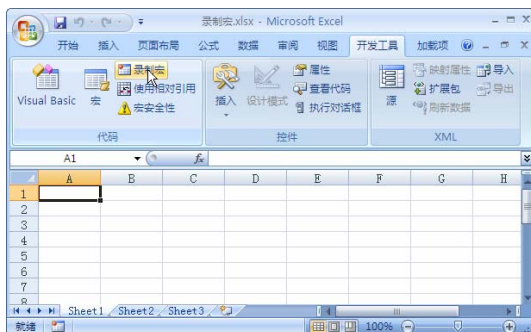 录制宏.xlsx - Microsoft Excel
开始 插入 页面布局 公式 数据 审阅 视图 开发工具 加载项
Visual Basic 宏 录制宏 使用相对引用 宏安全性 插入 设计模式 属性 查看代码 执行对话框 源 映射属性 扩展包 刷新数据 导入 导出
代码 控件 XML
A1 fx
A B C D E F G H
1
2
3
4
5
6
7
8
Sheet1 Sheet2 Sheet3
就绪 100%